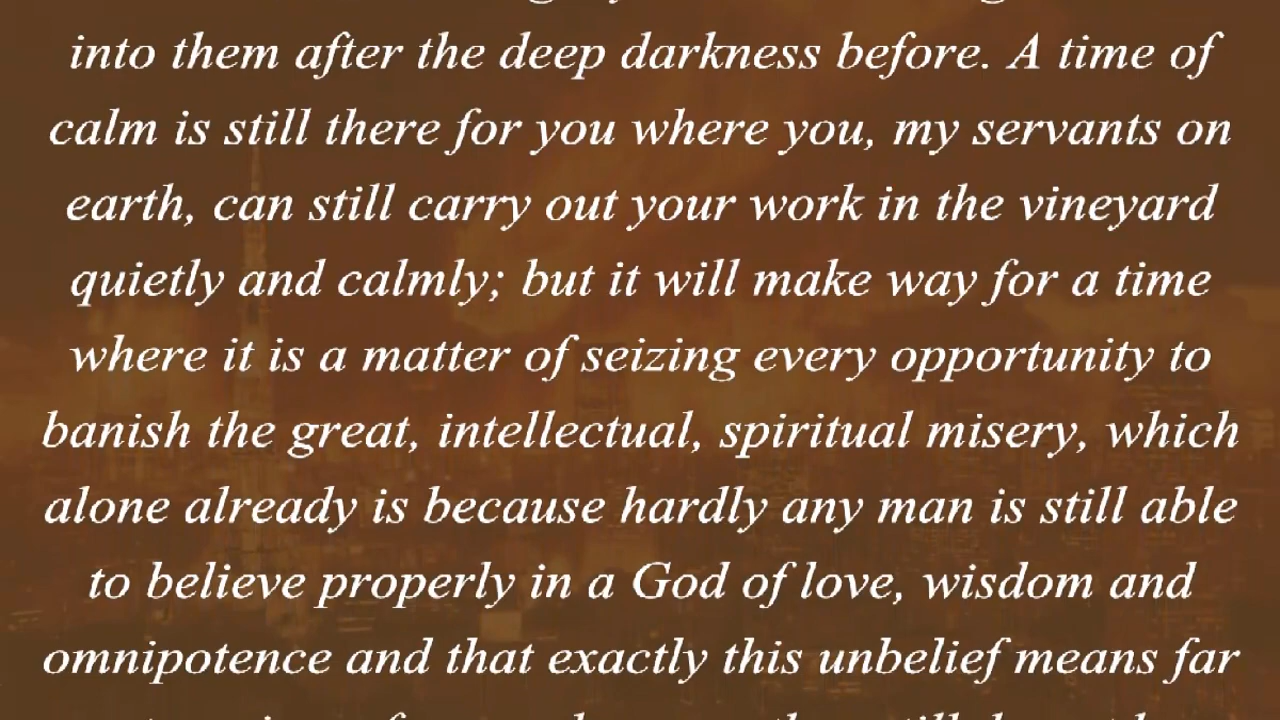 into them after the deep darkness before. A time of
calm is still there for you where you, my servants on
earth, can still carry out your work in the vineyard
quietly and calmly; but it will make way for a time
where it is a matter of seizing every opportunity to
banish the great, intellectual, spiritual misery, which
alone already is because hardly any man is still able
to believe properly in a God of love, wisdom and
omnipotence and that exactly this unbelief means far